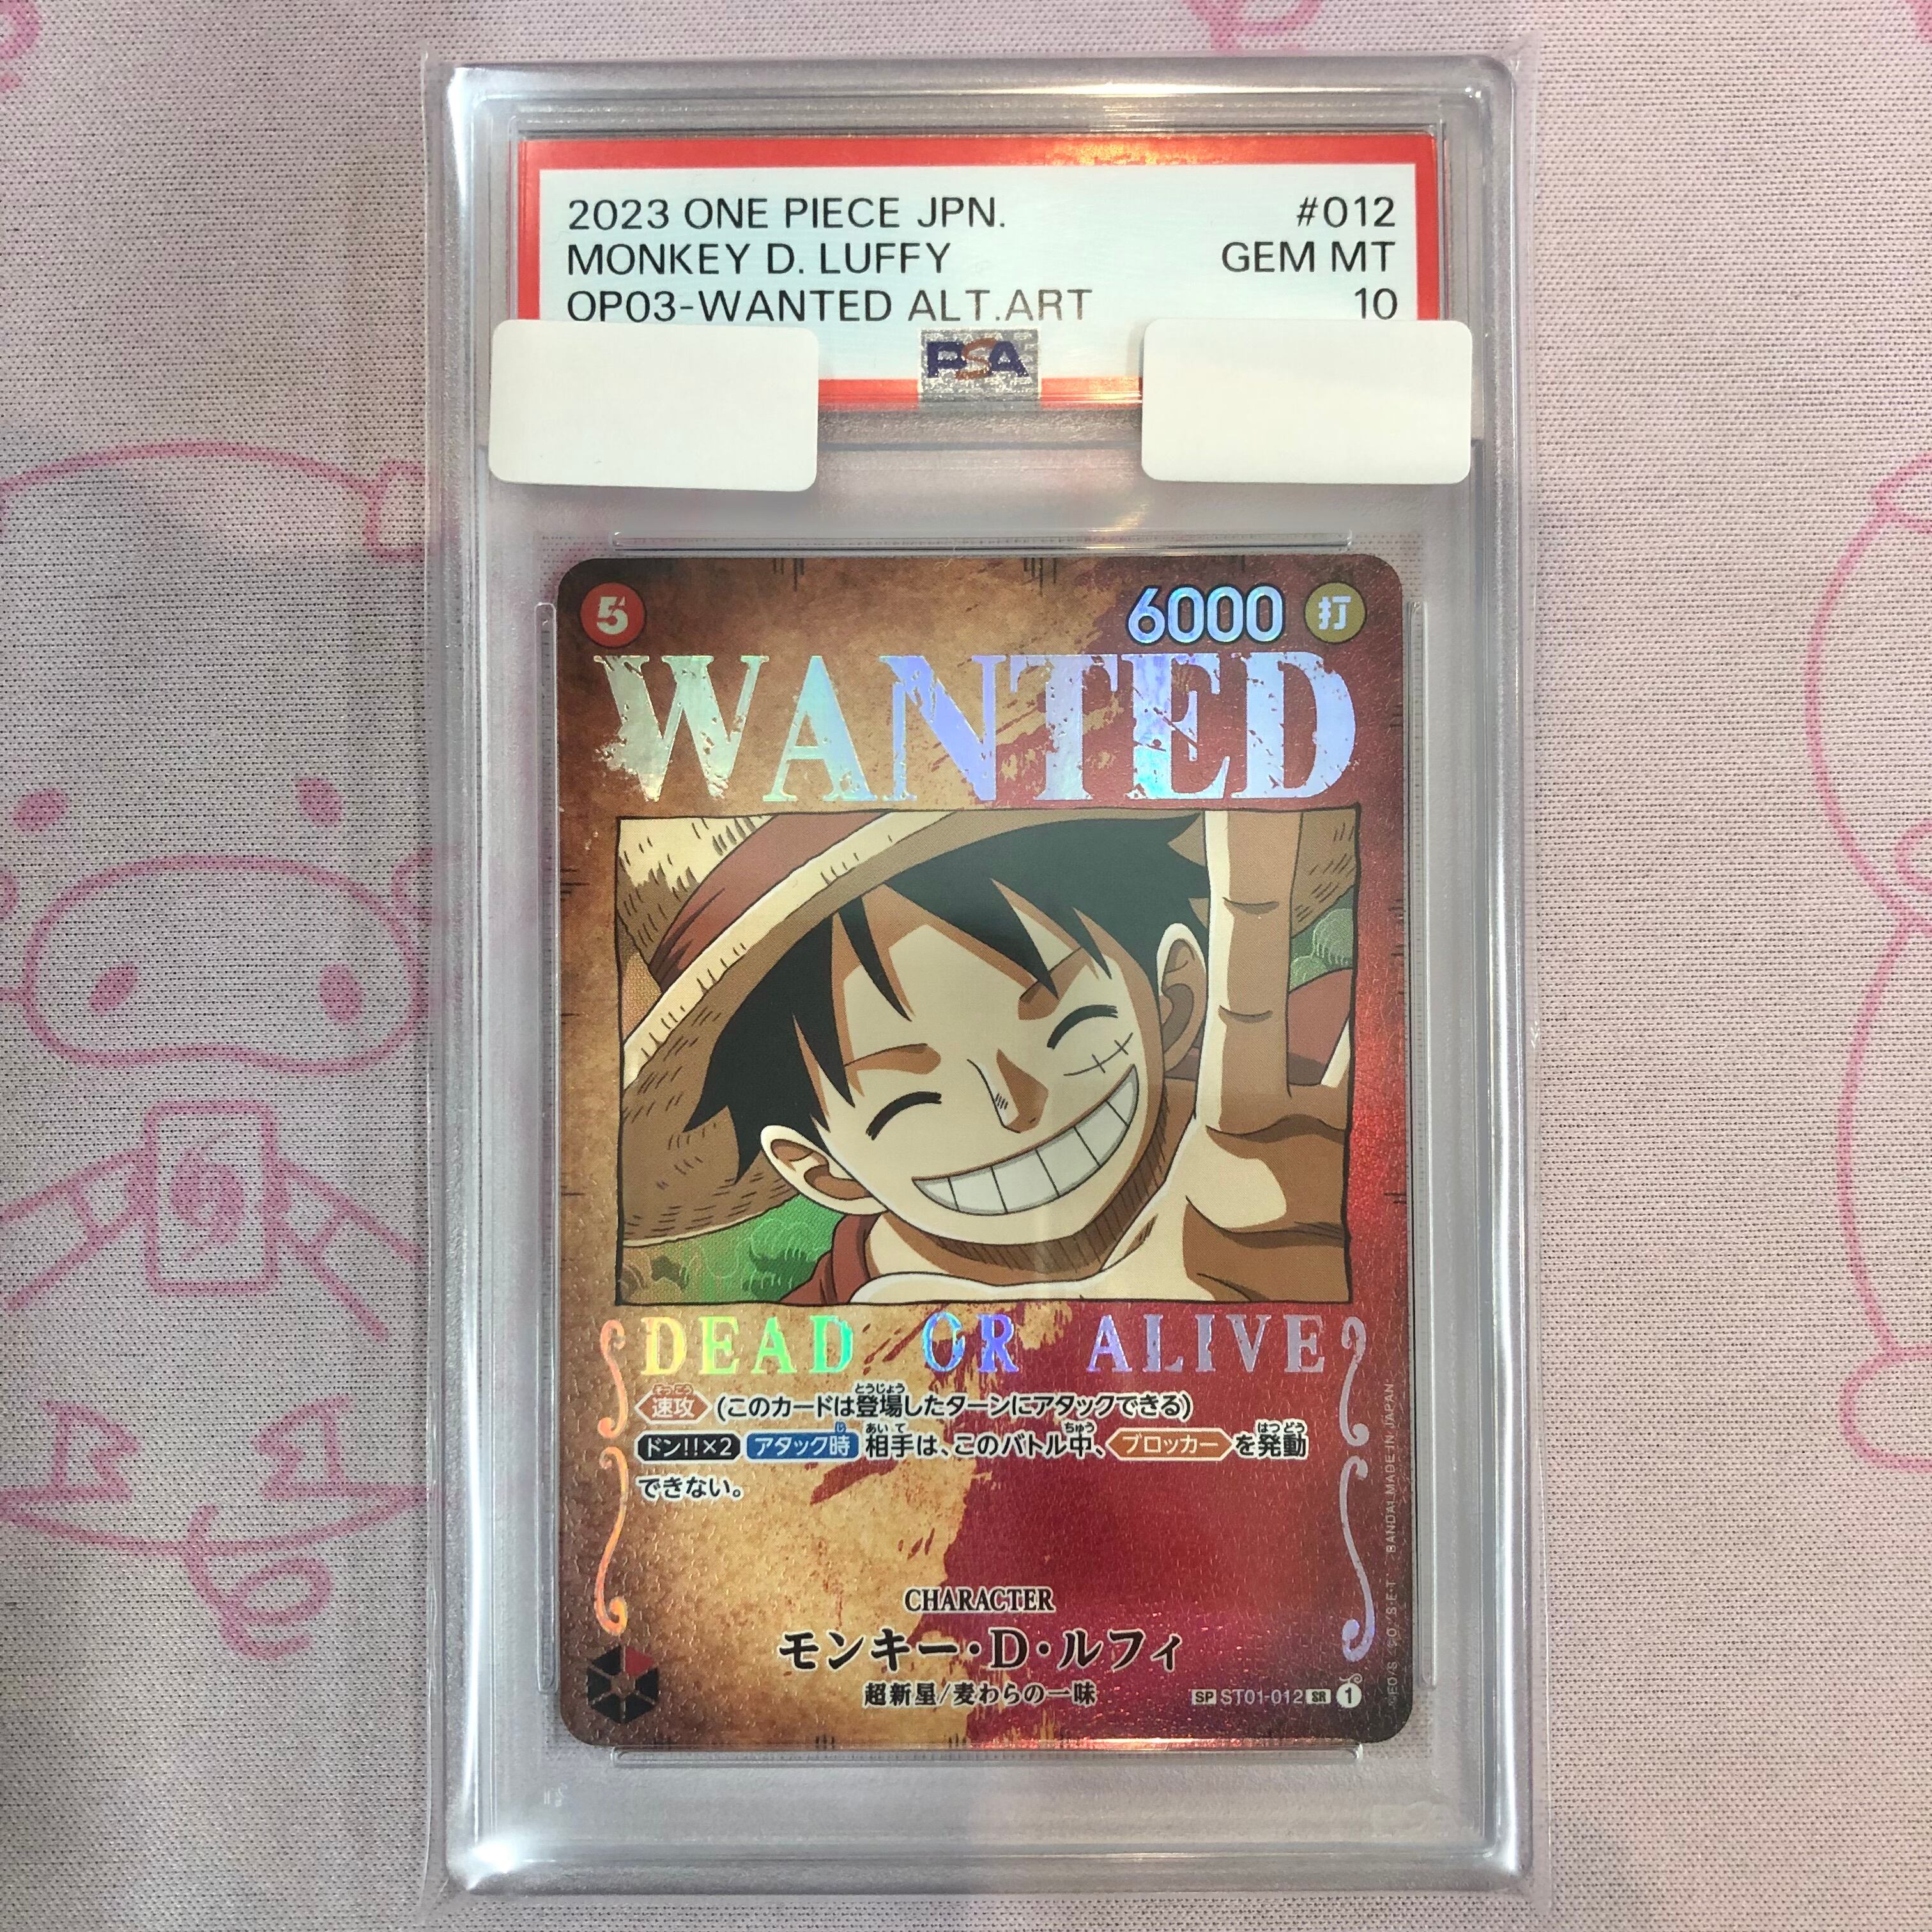 2023 ONE PIECE JPN. #012
MONKEY D. LUFFY GEM MT
OP03-WANTED ALT.ART 10
PSA
5 6000 打
WANTED
DEAD OR ALIVE
速攻 (このカードは登場したターンにアタックできる)
ドン!!×2 アタック時 相手は、このバトル中、ブロッカーを発動
できない。
CHARACTER
モンキー・D・ルフィ
超新星/麦わらの一味
SP ST01-012 SR 1
BANDAI MADE IN JAPAN